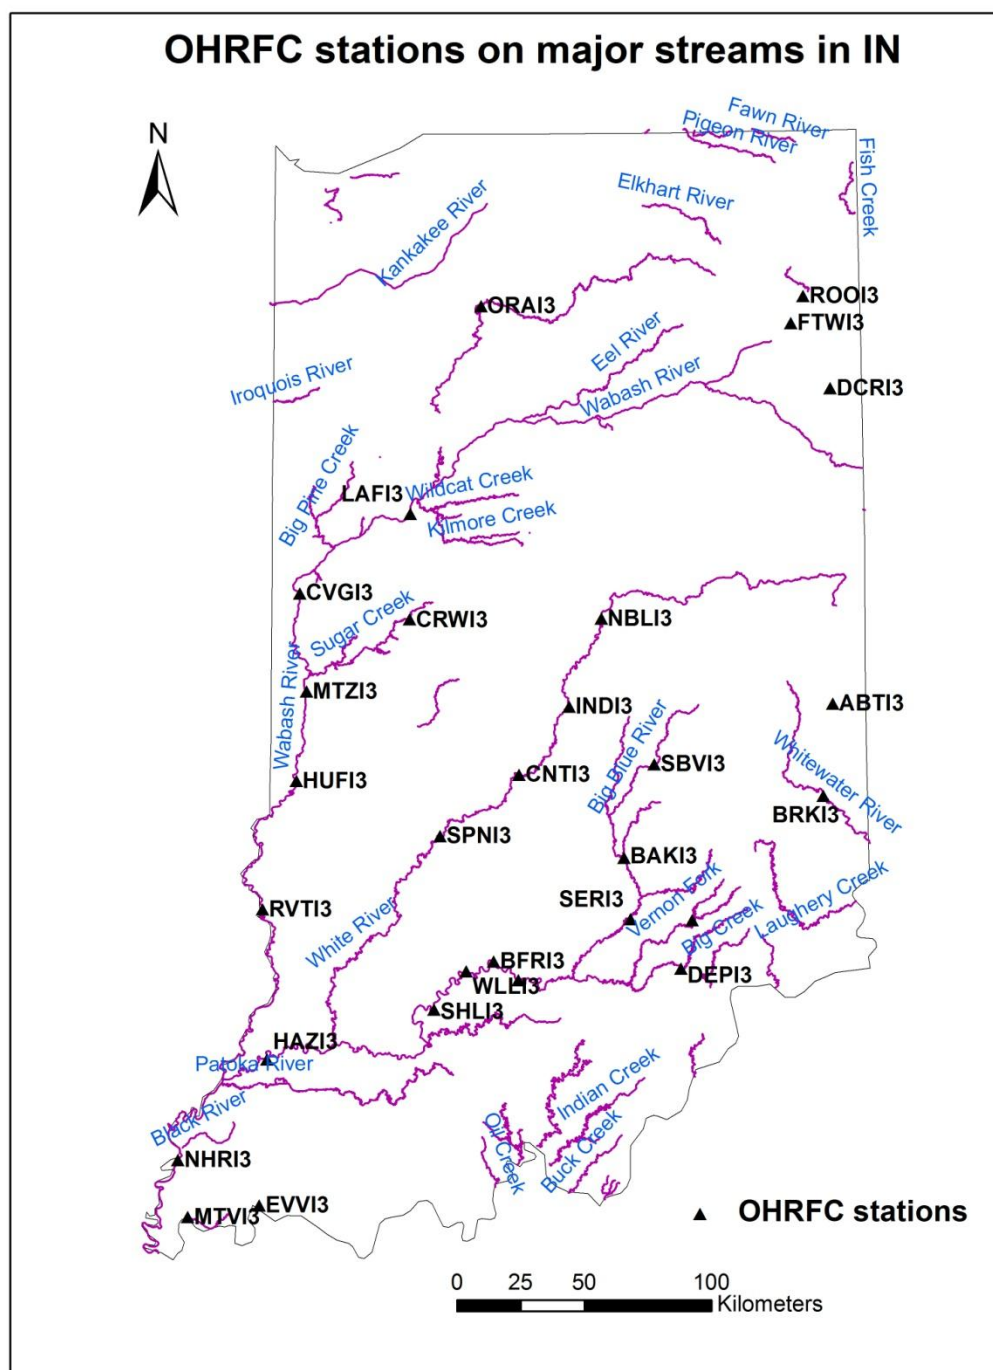 OHRFC stations on major streams in IN
N
Fawn River
Pigeon River
Fish Creek
Elkhart River
Kankakee River
ROOI3
ORAI3
FTWI3
Eel River
Iroquois River
Wabash River
DCRI3
Big Pine Creek
LAFI3
Wildcat Creek
Kilmore Creek
CVGI3
Sugar Creek
CRWI3
NBLI3
Wabash River
MTZI3
INDI3
ABTI3
Big Blue River
Whitewater River
HUFI3
CNTI3
SBVI3
BRKI3
SPNI3
BAKI3
SERI3
Vernon Fork
Laughery Creek
RVTI3
White River
Big Creek
BFRI3
WLLI3
DEPI3
SHLI3
HAZI3
Patoka River
Black River
Indian Creek
Oil Creek
Buck Creek
NHRI3
MTVI3
EVVI3
OHRFC stations
0 25 50 100
Kilometers